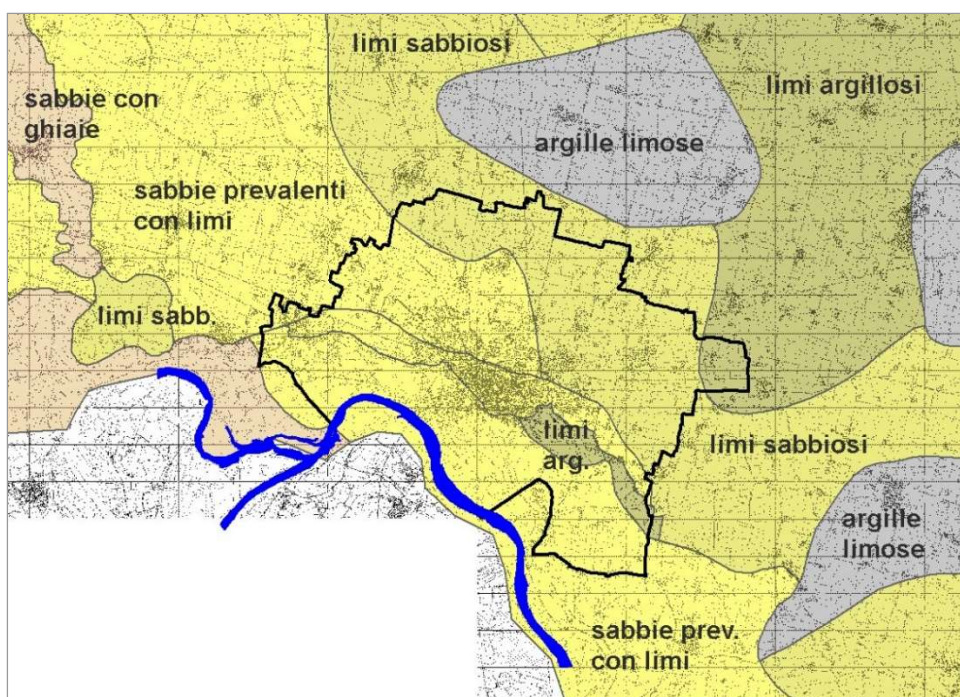 limi sabbiosi
limi argillosi
sabbie con
ghiaie
argille limose
sabbie prevalenti
con limi
limi sabb.
limi
arg.
limi sabbiosi
argille
limose
sabbie prev.
con limi